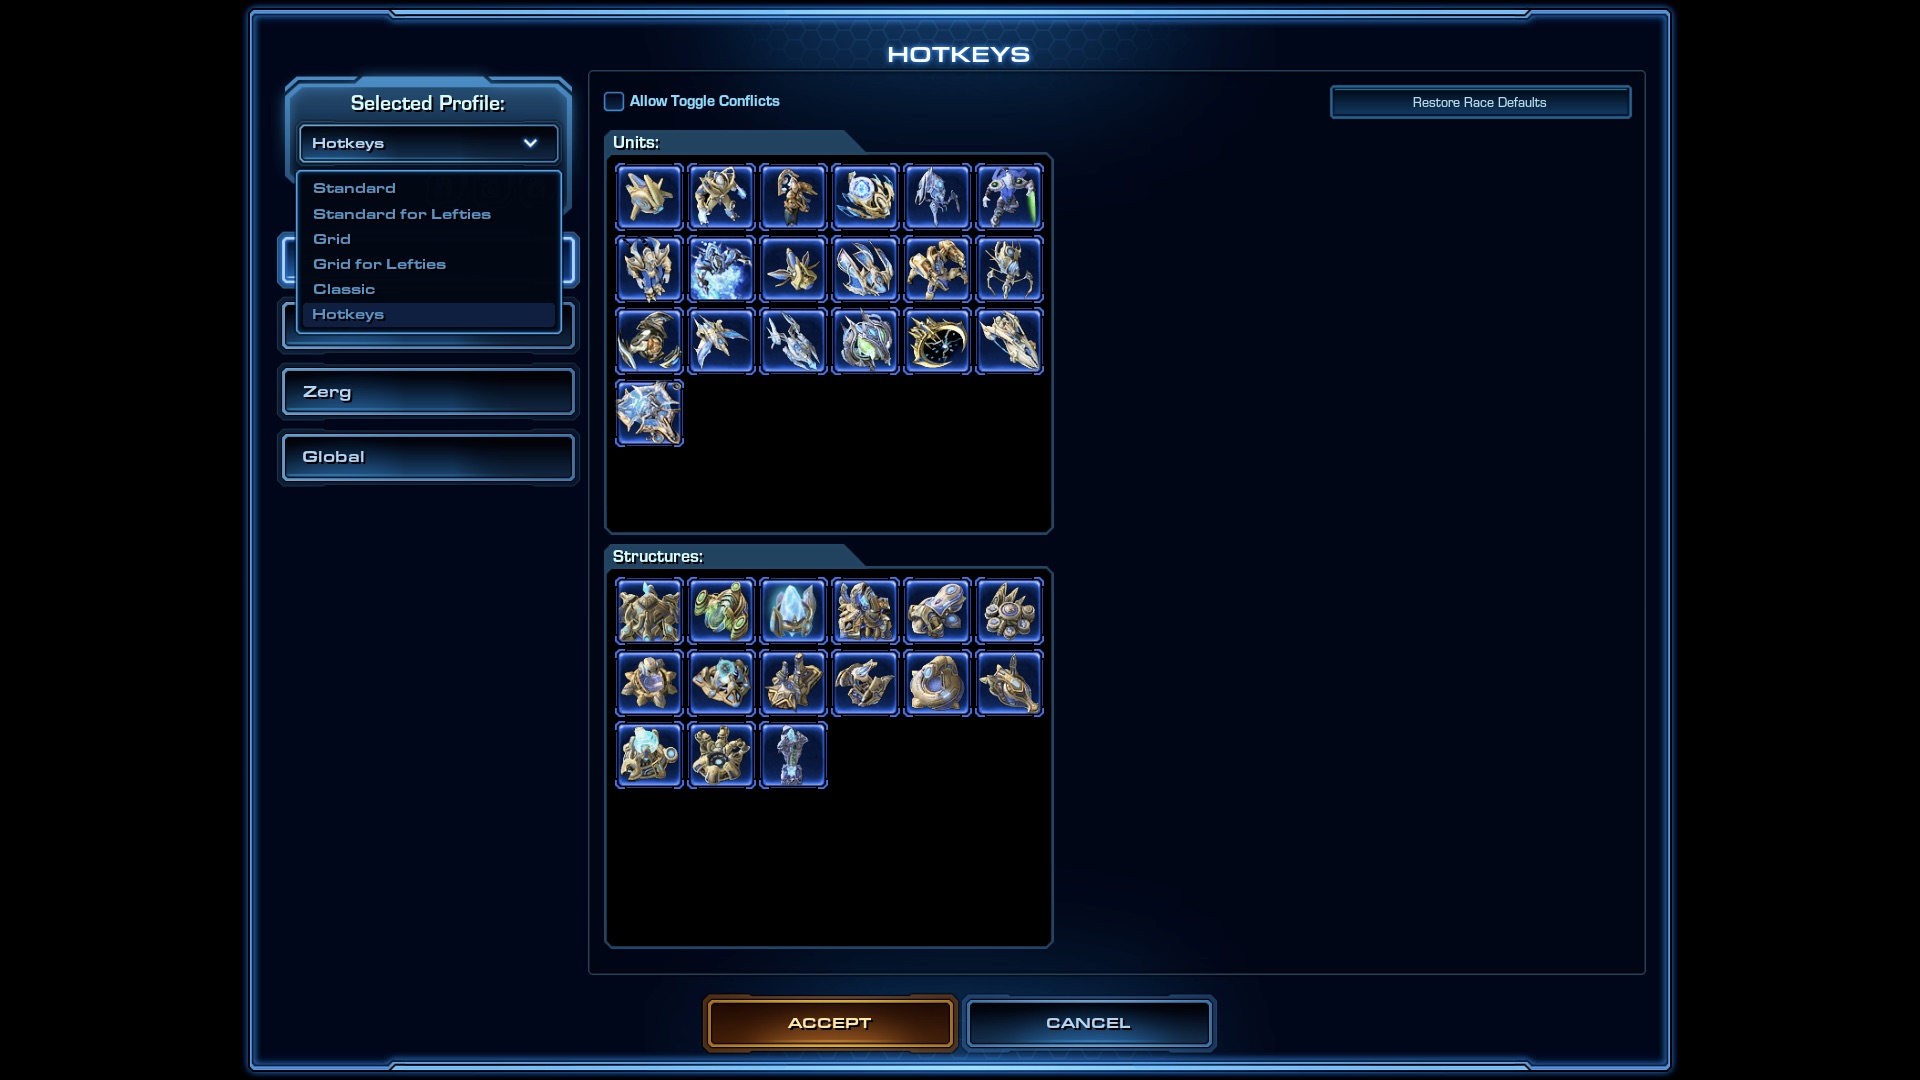 HOTKEYS
Selected Profile:
Hotkeys
Standard
Standard for Lefties
Grid
Grid for Lefties
Classic
Hotkeys
Zerg
Global
Allow Toggle Conflicts
Restore Race Defaults
Units:
Structures:
ACCEPT
CANCEL